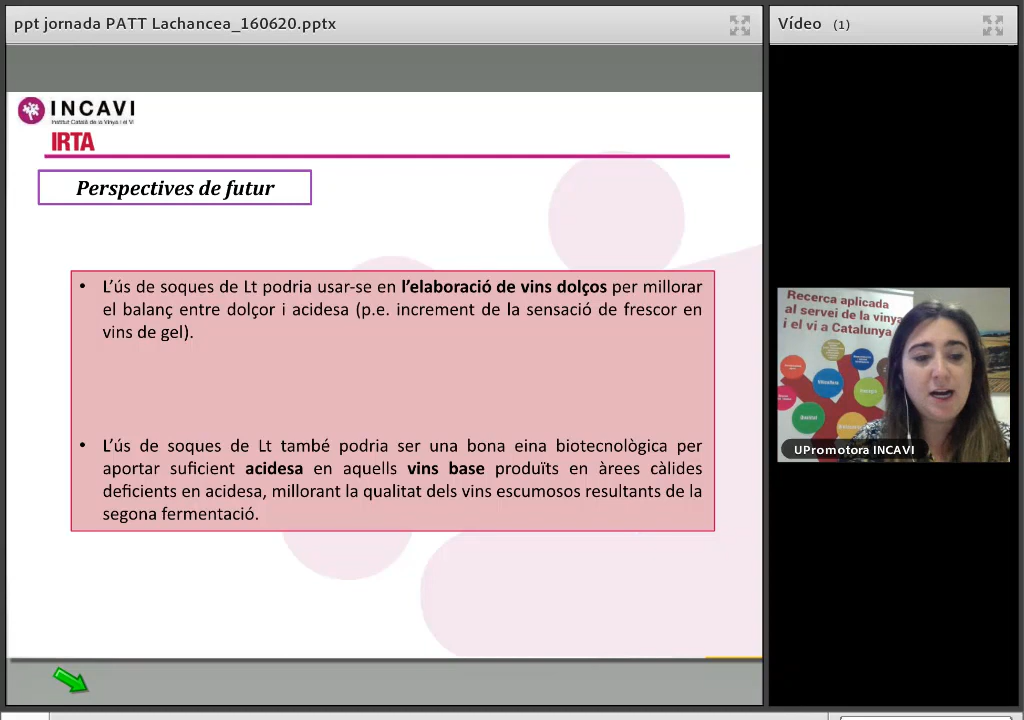 ppt jornada PATT Lachancea_160620.pptx
Vídeo (1)
INCAVI
Institut Català de la Vinya i el Vi
IRTA
Perspectives de futur
• L'ús de soques de Lt podria usar-se en l'elaboració de vins dolços per millorar
el balanç entre dolçor i acidesa (p.e. increment de la sensació de frescor en
vins de gel).
• L'ús de soques de Lt també podria ser una bona eina biotecnològica per
aportar suficient acidesa en aquells vins base produïts en àrees càlides
deficients en acidesa, millorant la qualitat dels vins escumosos resultants de la
segona fermentació.
Recerca aplicada
al servei de la vinya
i el vi a Catalunya
UPromotora INCAVI